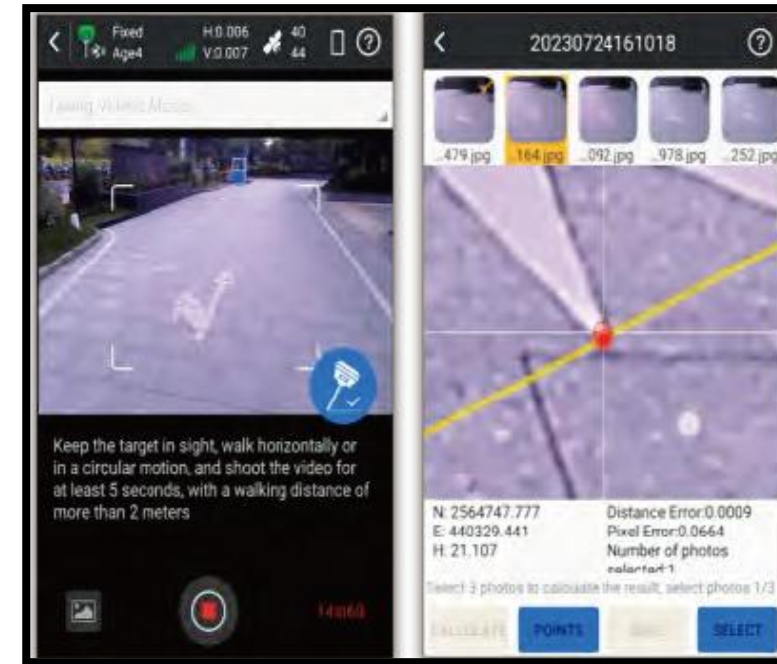 Fixed
Age4
H:0.006
V:0.007
40
44
?
Keep the target in sight, walk horizontally or
in a circular motion, and shoot the video for
at least 5 seconds, with a walking distance of
more than 2 meters
20230724161018
?
...479.jpg
...164.jpg
...092.jpg
...978.jpg
...252.jpg
N: 2564747.777
E: 440329.441
H: 21.107
Distance Error:0.0009
Pixel Error:0.0664
Number of photos
selected:1
Select 3 photos to calculate the result, select photos 1/3
CALCULATE
POINTS
SELECT